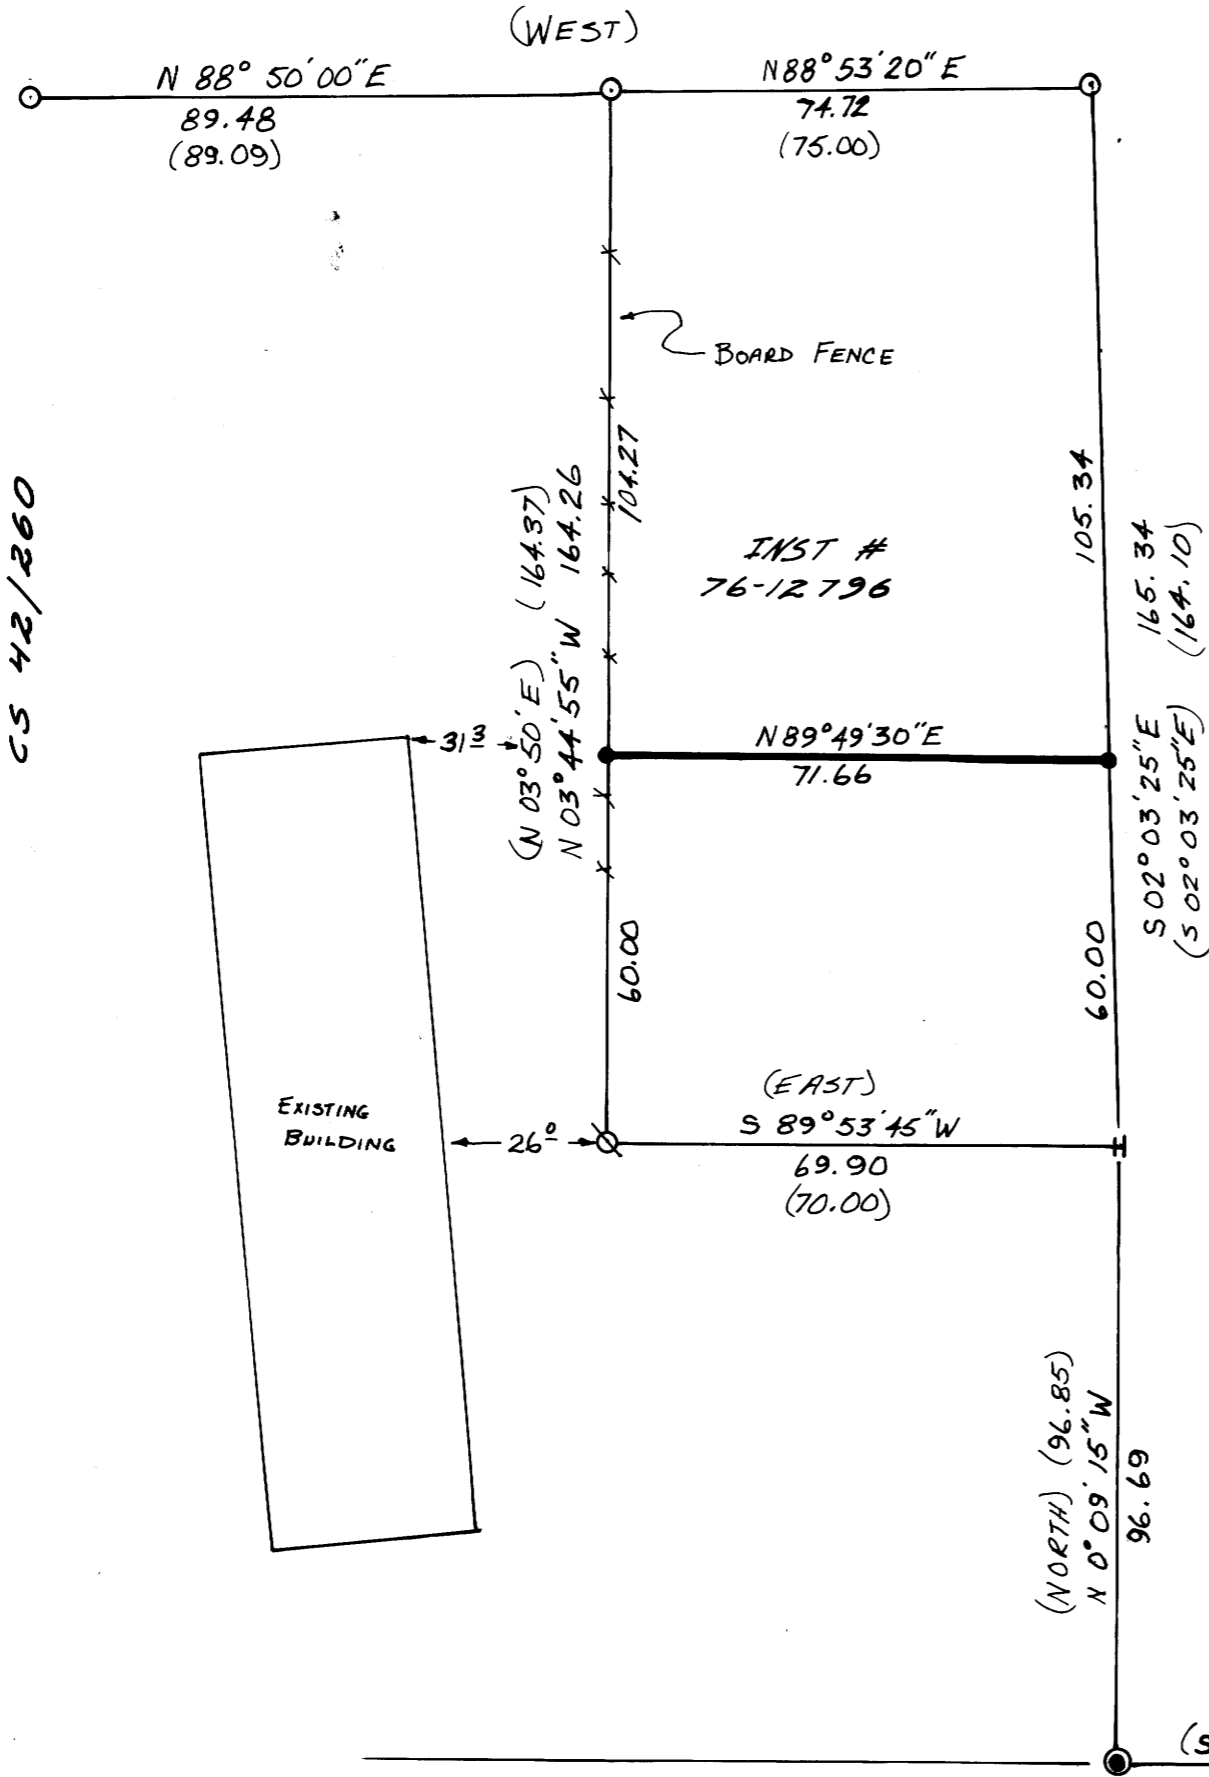 (WEST)
N 88° 50' 00" E
89.48
(89.09)
N 88° 53' 20" E
74.72
(75.00)
BOARD FENCE
104.27
105.34
CS 42/260
(N 03° 50' E) (164.37)
N 03° 44' 55" W 164.26
INST #
76-12796
S 02° 03' 25" E 165.34
(S 02° 03' 25" E) (164.10)
31 3
N 89° 49' 30" E
71.66
60.00
60.00
EXISTING
BUILDING
26 0
(EAST)
S 89° 53' 45" W
69.90
(70.00)
(NORTH) (96.85)
N 0° 09' 15" W
96.69
(S